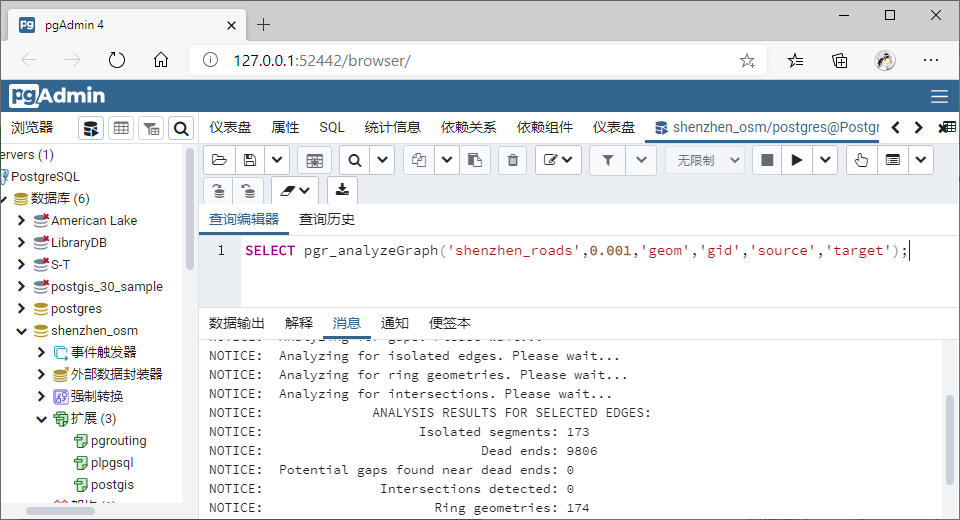 pgAdmin 4
127.0.0.1:52442/browser/
pgAdmin
浏览器
仪表盘 属性 SQL 统计信息 依赖关系 依赖组件 仪表盘 shenzhen_osm/postgres@Postgr
ervers (1)
PostgreSQL
数据库 (6)
American Lake
LibraryDB
S-T
postgis_30_sample
postgres
shenzhen_osm
事件触发器
外部数据封装器
强制转换
扩展 (3)
pgrouting
plpgsql
postgis
无限制
查询编辑器 查询历史
1 SELECT pgr_analyzeGraph('shenzhen_roads',0.001,'geom','gid','source','target');
数据输出 解释 消息 通知 便签本
NOTICE: Analyzing for gaps. Please wait...
NOTICE: Analyzing for isolated edges. Please wait...
NOTICE: Analyzing for ring geometries. Please wait...
NOTICE: Analyzing for intersections. Please wait...
NOTICE: ANALYSIS RESULTS FOR SELECTED EDGES:
NOTICE: Isolated segments: 173
NOTICE: Dead ends: 9806
NOTICE: Potential gaps found near dead ends: 0
NOTICE: Intersections detected: 0
NOTICE: Ring geometries: 174